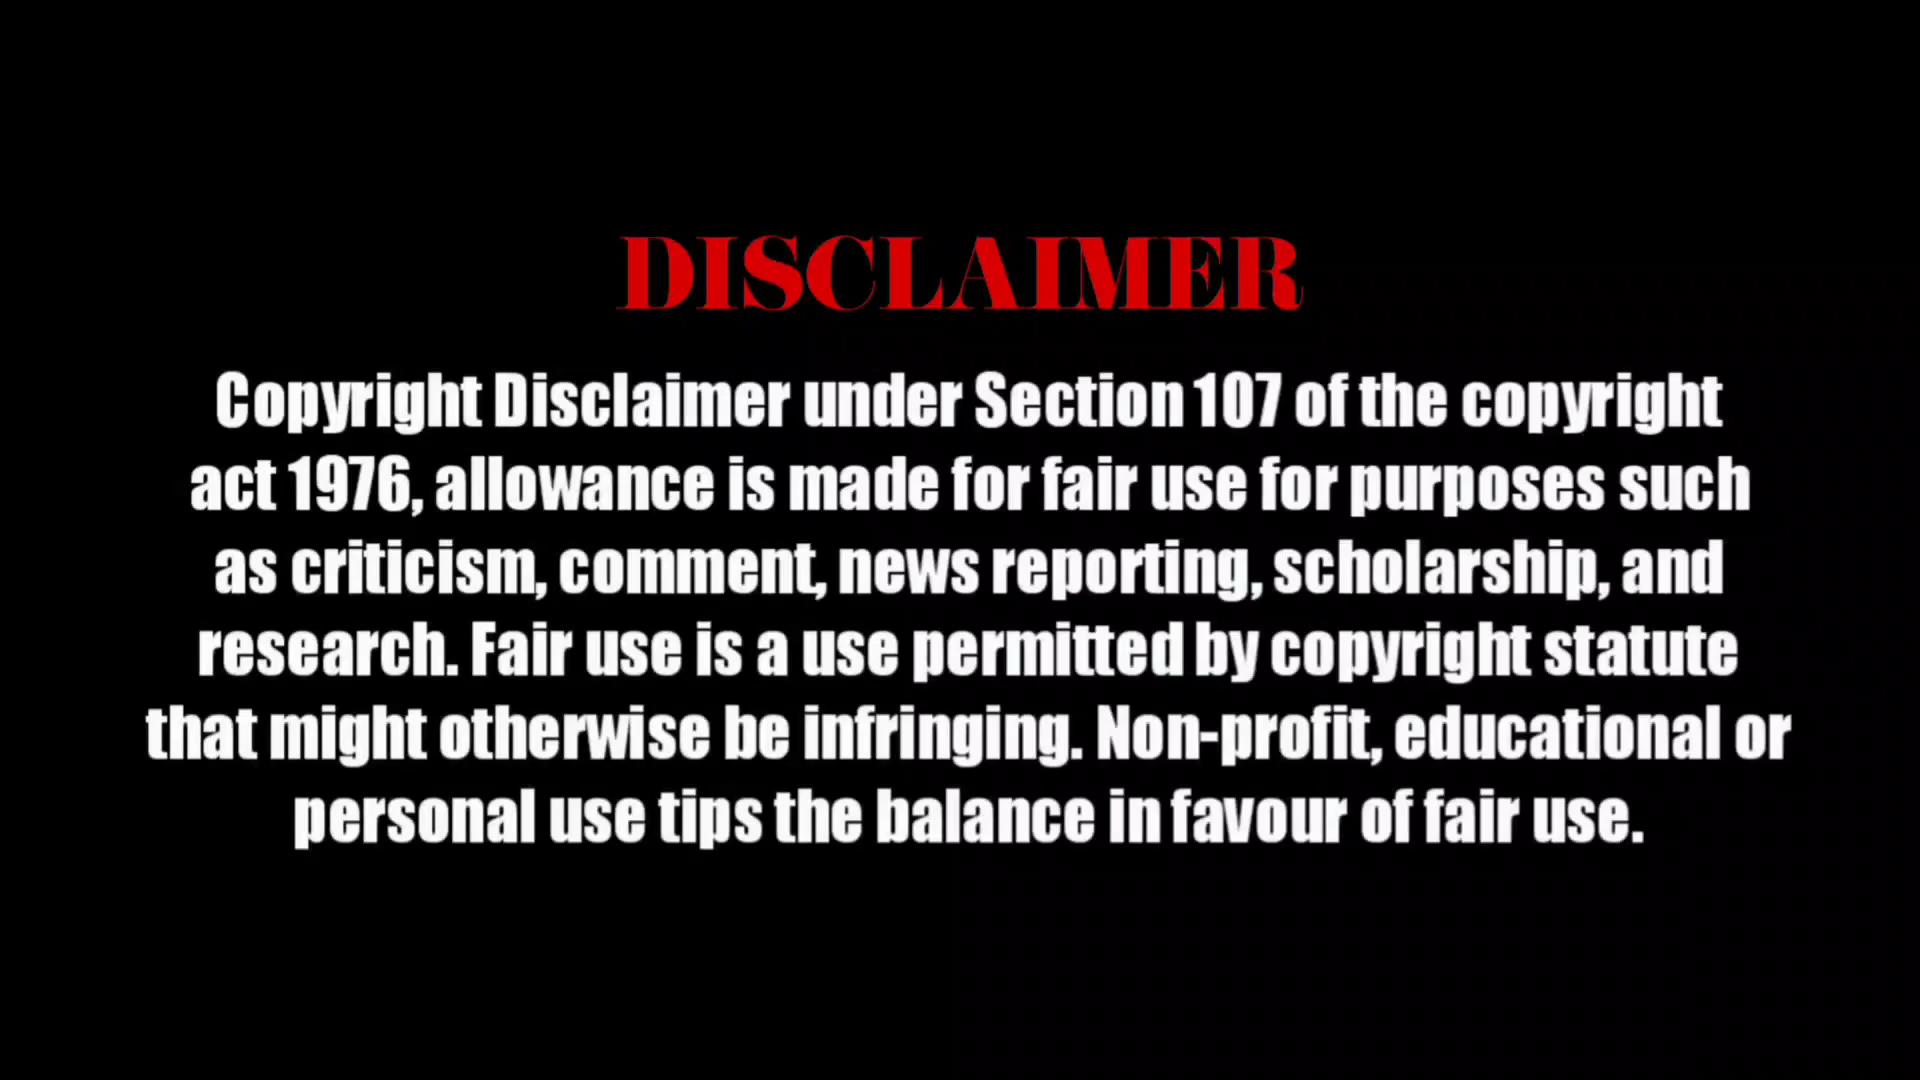 DISCLAIMER
Copyright Disclaimer under Section 107 of the copyright
act 1976, allowance is made for fair use for purposes such
as criticism, comment, news reporting, scholarship, and
research. Fair use is a use permitted by copyright statute
that might otherwise be infringing. Non-profit, educational or
personal use tips the balance in favour of fair use.